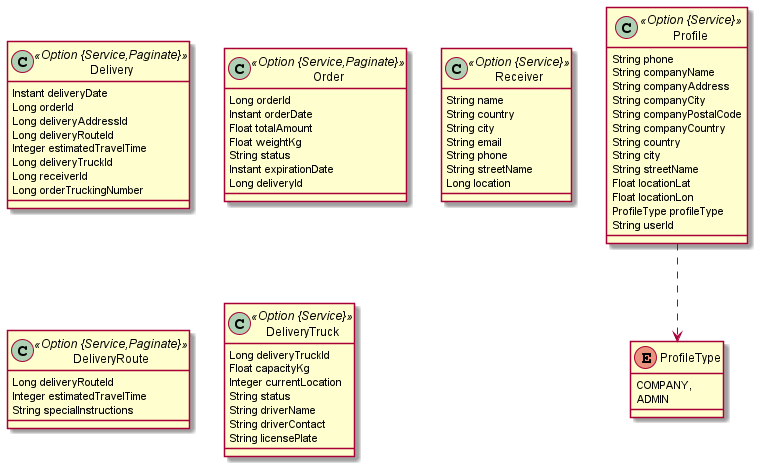 C «Option {Service,Paginate}»
Delivery
Instant deliveryDate
Long orderId
Long deliveryAddressId
Long deliveryRouteId
Integer estimatedTravelTime
Long deliveryTruckId
Long receiverId
Long orderTruckingNumber
C «Option {Service,Paginate}»
Order
Long orderId
Instant orderDate
Float totalAmount
Float weightKg
String status
Instant expirationDate
Long deliveryId
C «Option {Service}»
Receiver
String name
String country
String city
String email
String phone
String streetName
Long location
C «Option {Service}»
Profile
String phone
String companyName
String companyAddress
String companyCity
String companyPostalCode
String companyCountry
String country
String city
String streetName
Float locationLat
Float locationLon
ProfileType profileType
String userId
C «Option {Service,Paginate}»
DeliveryRoute
Long deliveryRouteId
Integer estimatedTravelTime
String specialInstructions
C «Option {Service}»
DeliveryTruck
Long deliveryTruckId
Float capacityKg
Integer currentLocation
String status
String driverName
String driverContact
String licensePlate
E ProfileType
COMPANY,
ADMIN